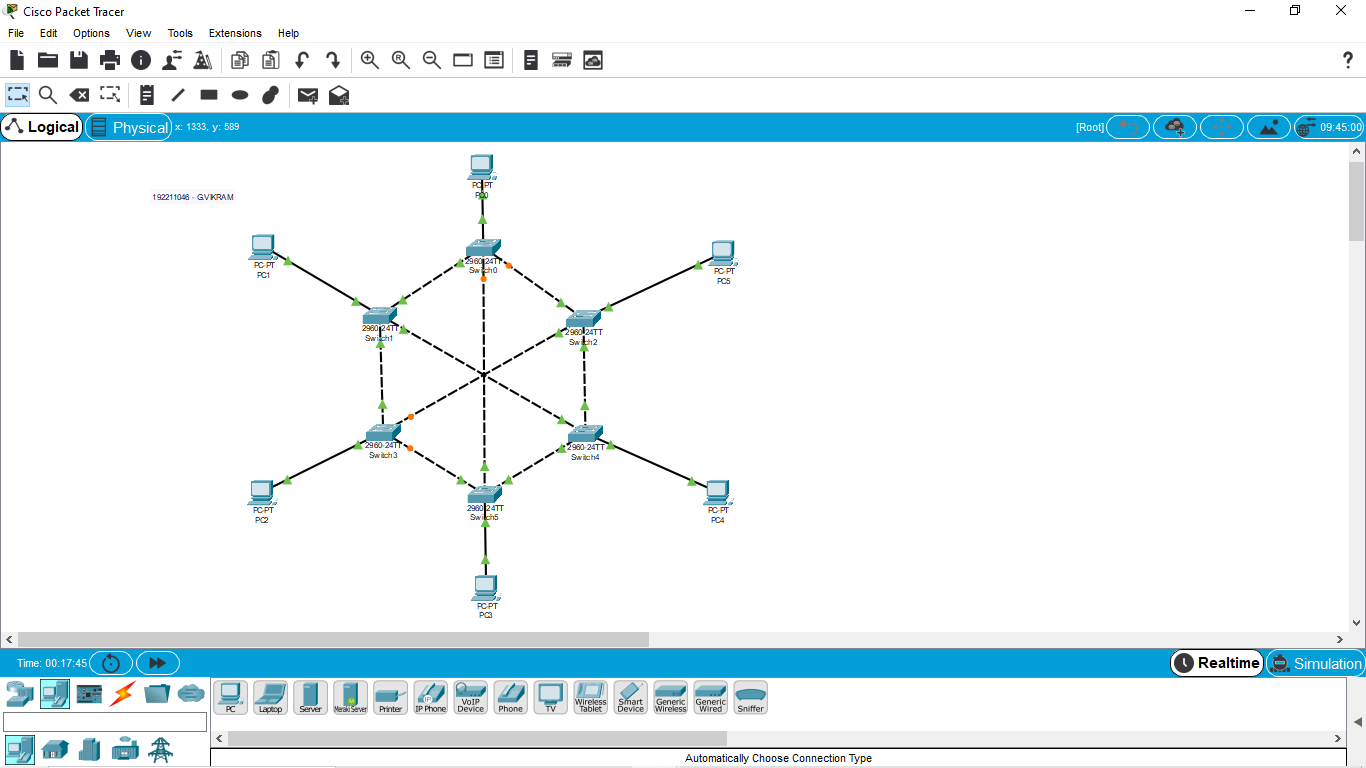 Cisco Packet Tracer
File Edit Options View Tools Extensions Help
Logical Physical x: 1333, y: 589 [Root] 09:45:00
192211046 - G.VIKRAM
PC-PT
PC0
PC-PT
PC1
2960-24TT
Switch0
PC-PT
PC5
2960-24TT
Switch1
2960-24TT
Switch2
2960-24TT
Switch3
2960-24TT
Switch4
PC-PT
PC2
2960-24TT
Switch5
PC-PT
PC4
PC-PT
PC3
Time: 00:17:45 Realtime Simulation
PC Laptop Server Meraki Server Printer IP Phone VoIP Device Phone TV Wireless Tablet Smart Device Generic Wireless Generic Wired Sniffer
Automatically Choose Connection Type